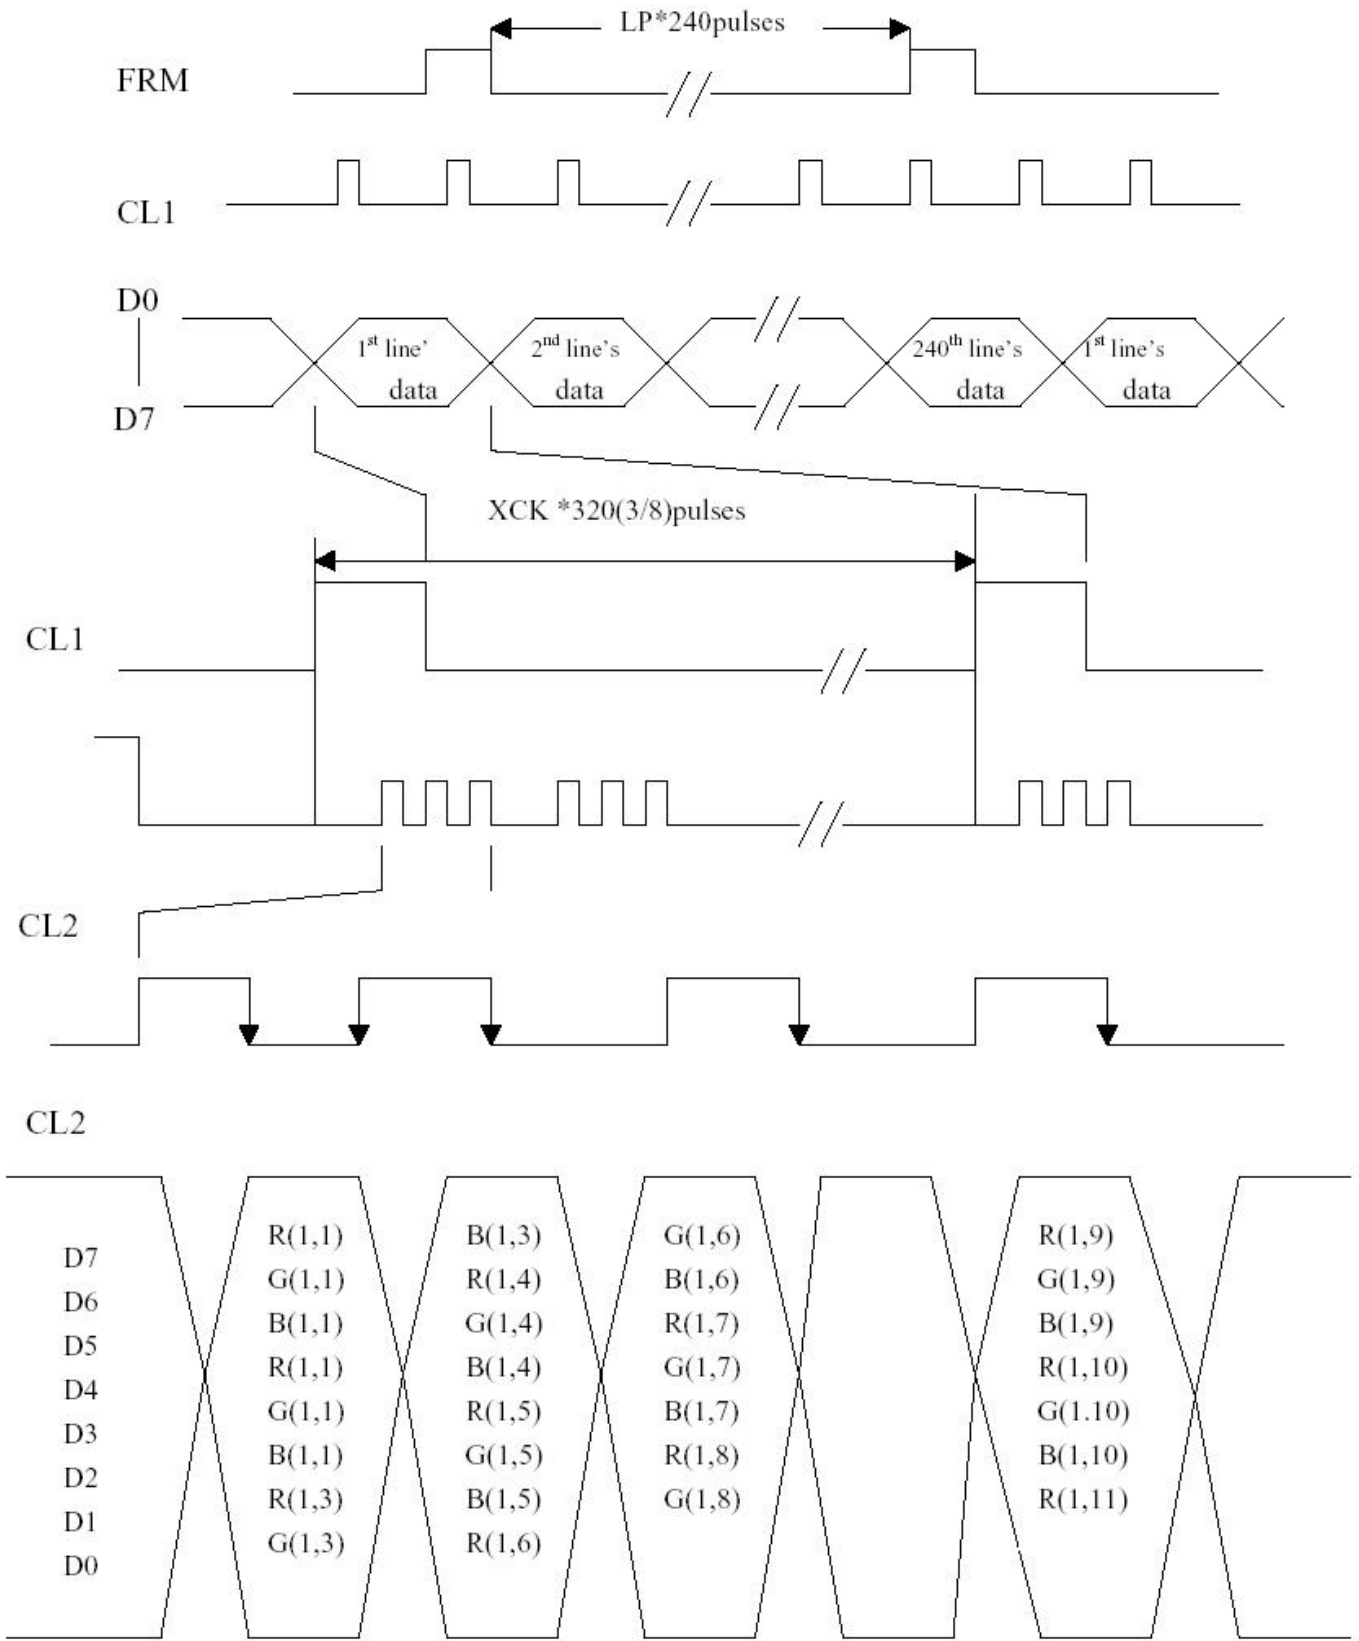 LP*240pulses
FRM
CL1
D0
1st line' 2nd line's 240th line's 1st line's
data data data data
D7
XCK *320(3/8)pulses
CL1
CL2
CL2
R(1,1) B(1,3) G(1,6) R(1,9)
D7
G(1,1) R(1,4) B(1,6) G(1,9)
D6
B(1,1) G(1,4) R(1,7) B(1,9)
D5
R(1,1) B(1,4) G(1,7) R(1,10)
D4
G(1,1) R(1,5) B(1,7) G(1.10)
D3
B(1,1) G(1,5) R(1,8) B(1,10)
D2
R(1,3) B(1,5) G(1,8) R(1,11)
D1
G(1,3) R(1,6)
D0